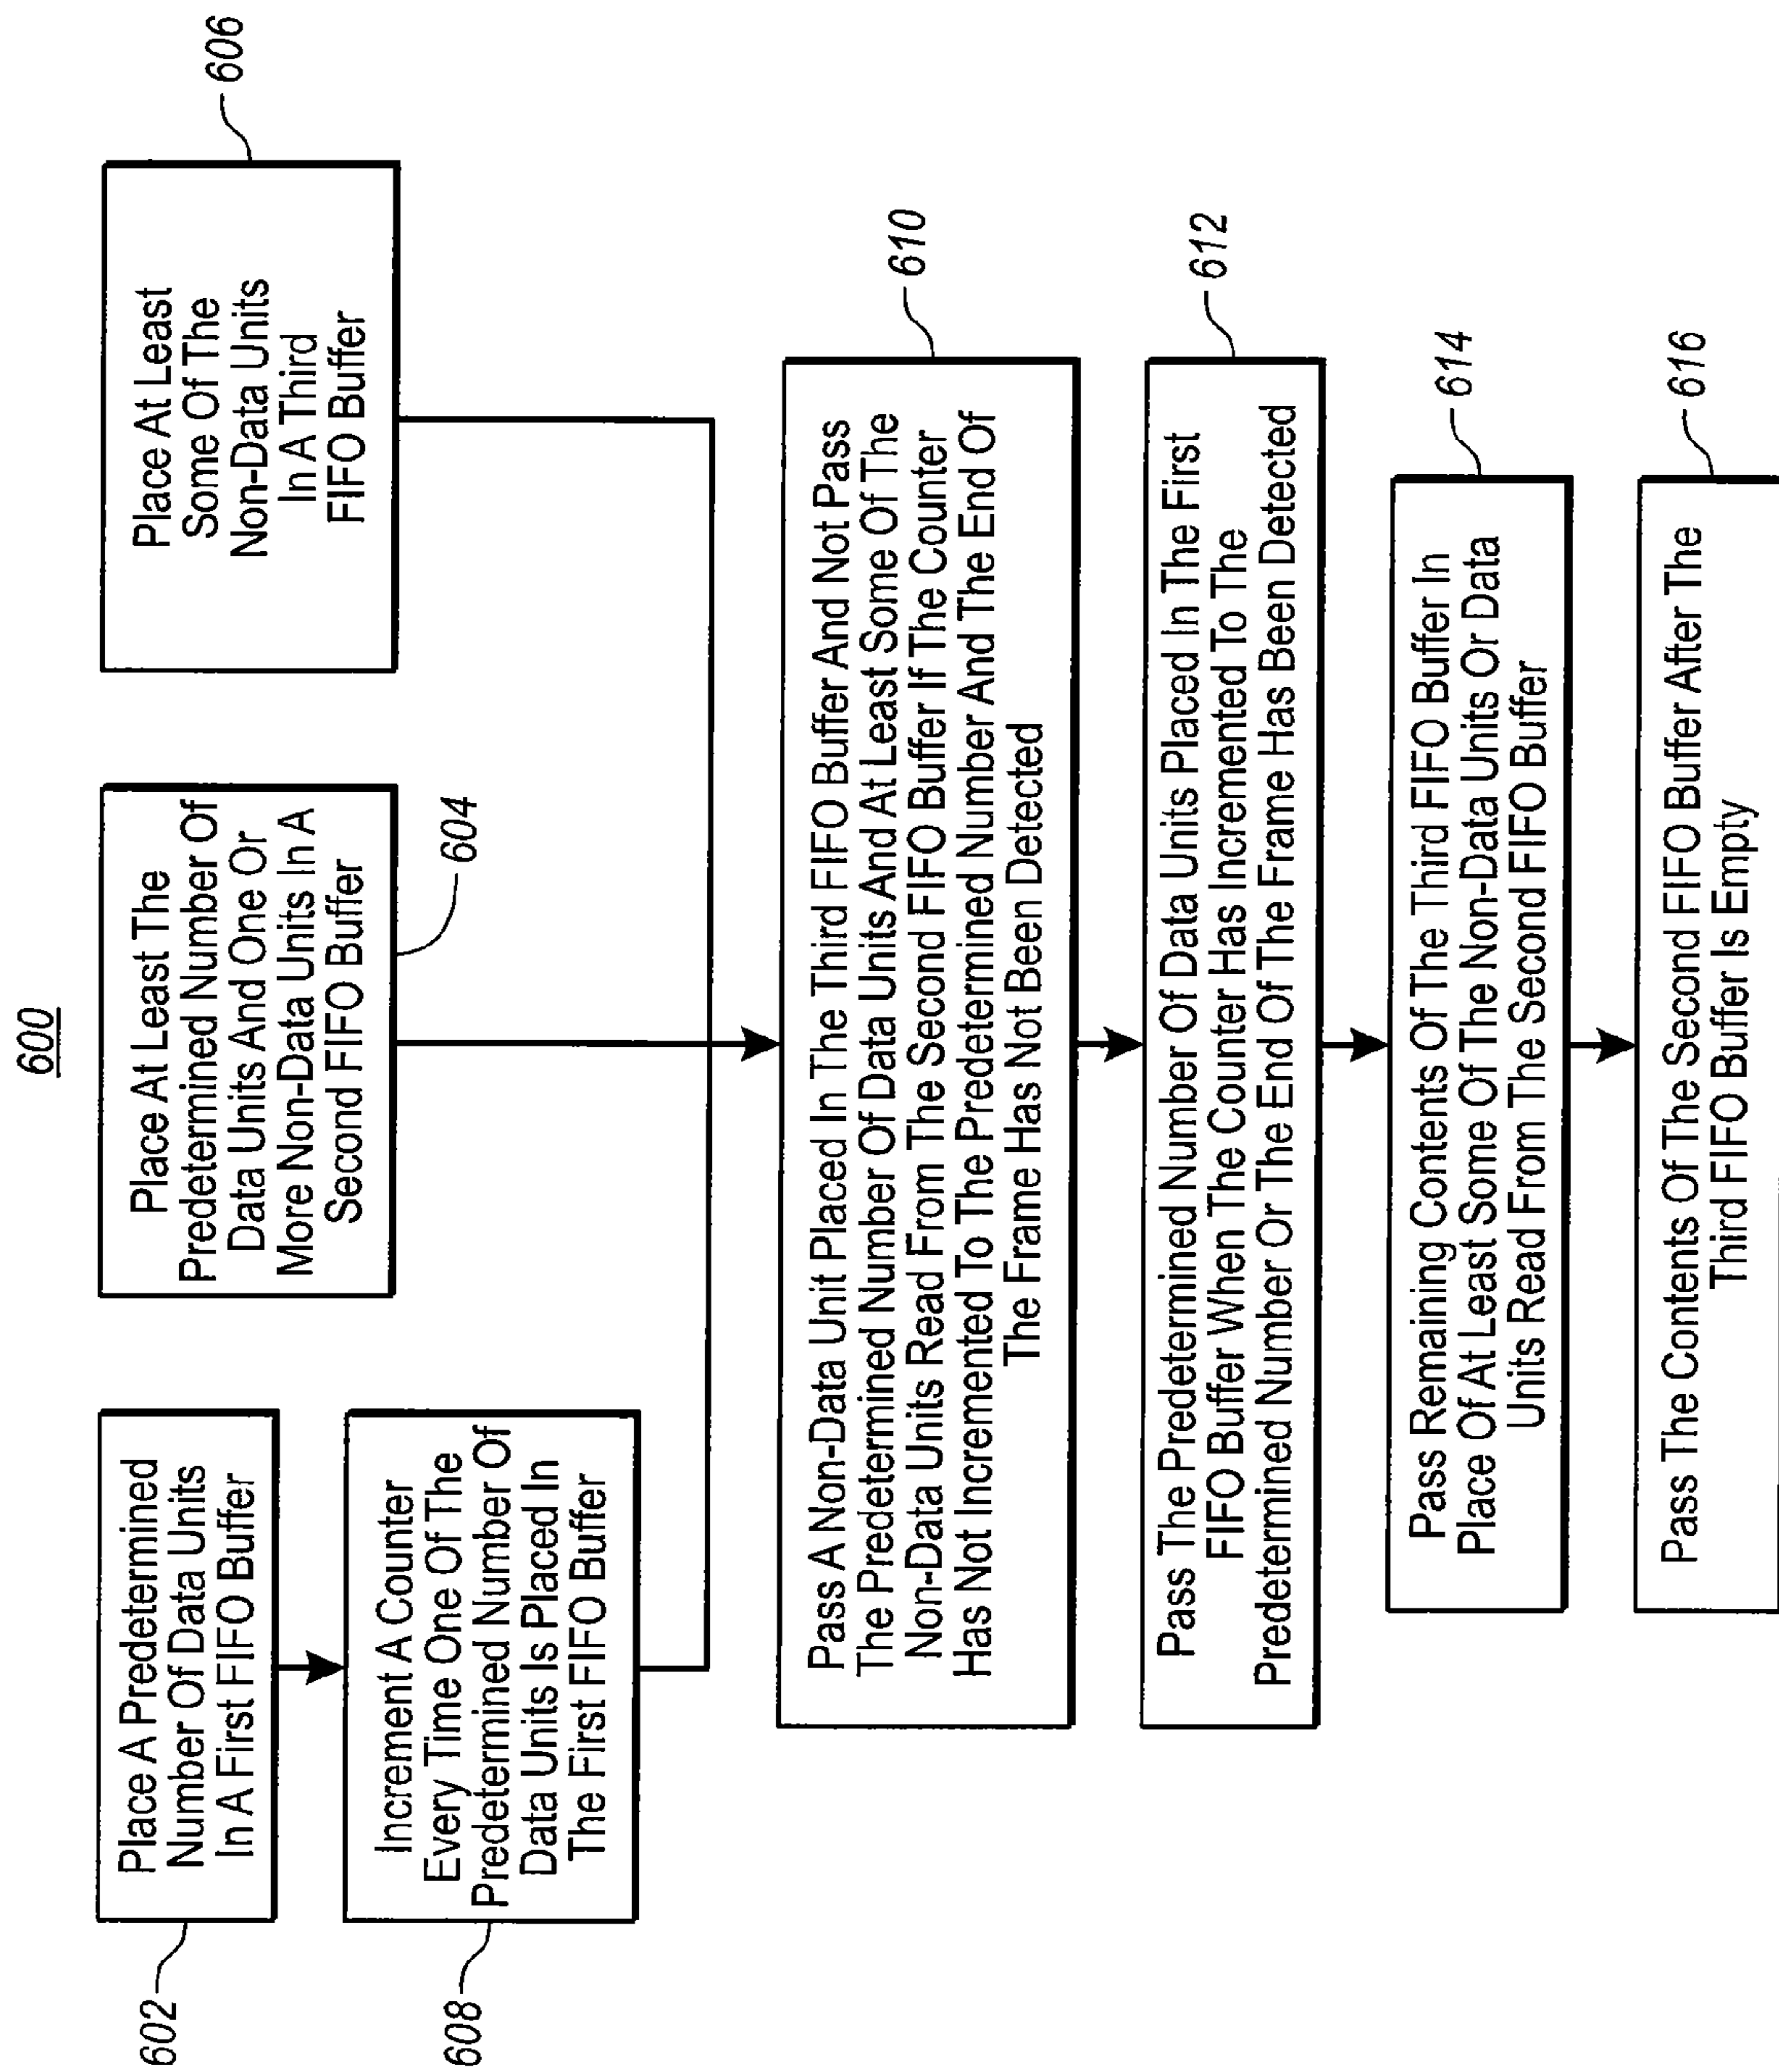 600
Place A Predetermined
Number Of Data Units
In A First FIFO Buffer
602
Increment A Counter
Every Time One Of The
Predetermined Number Of
Data Units Is Placed In
The First FIFO Buffer
608
Place At Least The
Predetermined Number Of
Data Units And One Or
More Non-Data Units In A
Second FIFO Buffer
604
Place At Least
Some Of The
Non-Data Units
In A Third
FIFO Buffer
606
Pass A Non-Data Unit Placed In The Third FIFO Buffer And Not Pass
The Predetermined Number Of Data Units And At Least Some Of The
Non-Data Units Read From The Second FIFO Buffer If The Counter
Has Not Incremented To The Predetermined Number And The End Of
The Frame Has Not Been Detected
610
Pass The Predetermined Number Of Data Units Placed In The First
FIFO Buffer When The Counter Has Incremented To The
Predetermined Number Or The End Of The Frame Has Been Detected
612
Pass Remaining Contents Of The Third FIFO Buffer In
Place Of At Least Some Of The Non-Data Units Or Data
Units Read From The Second FIFO Buffer
614
Pass The Contents Of The Second FIFO Buffer After The
Third FIFO Buffer Is Empty
616